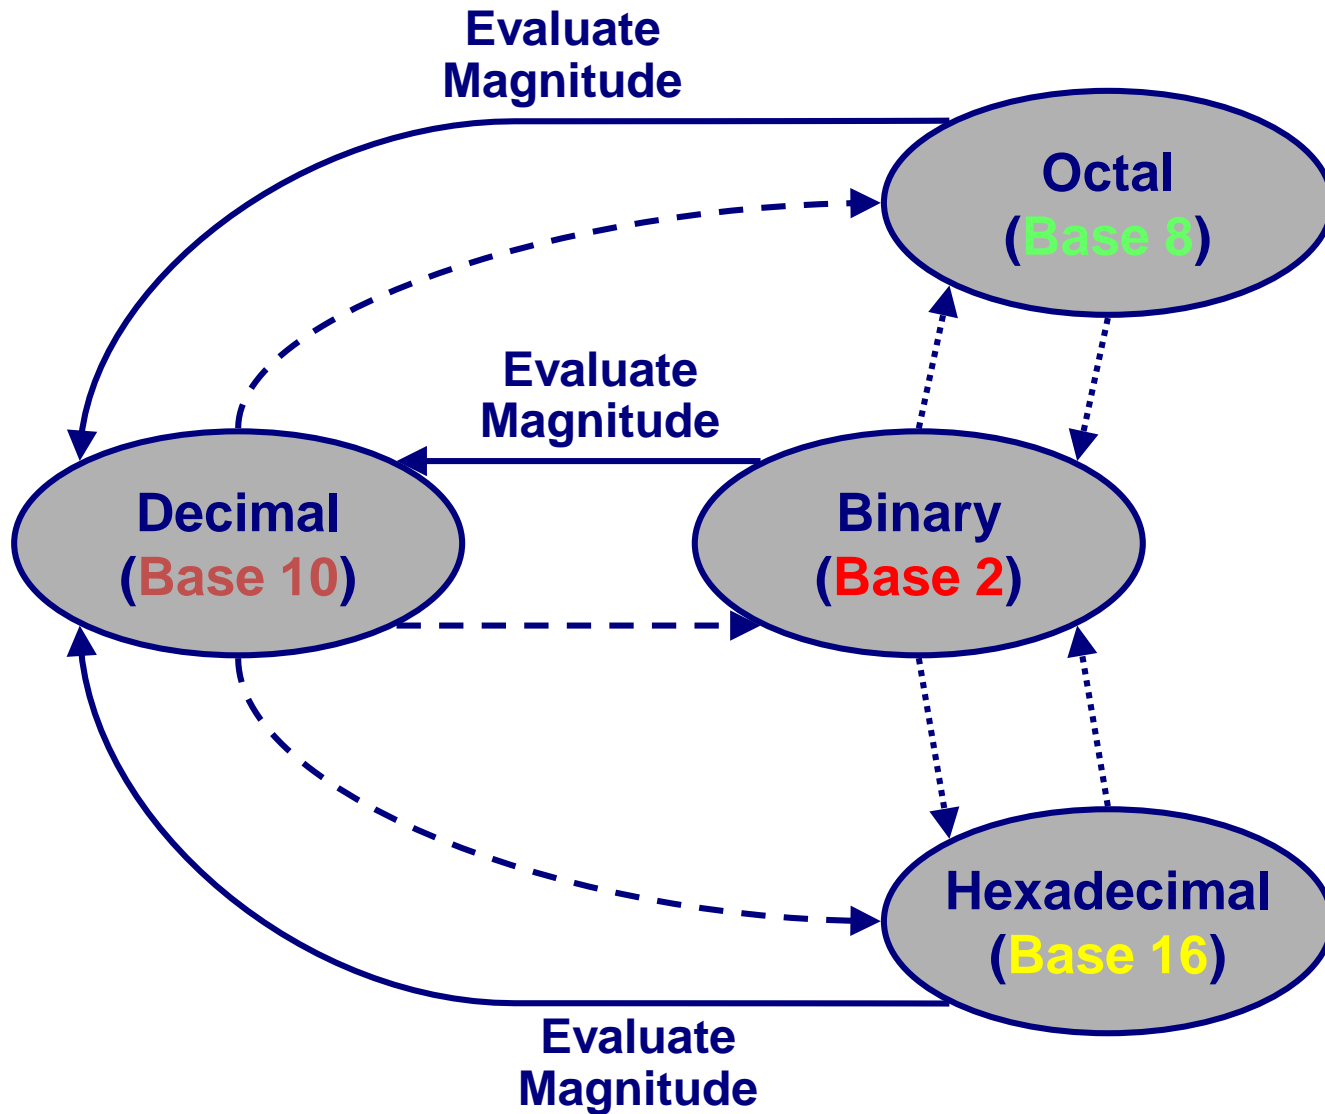 Evaluate
Magnitude
Octal
(Base 8)
Evaluate
Magnitude
Decimal
(Base 10)
Binary
(Base 2)
Hexadecimal
(Base 16)
Evaluate
Magnitude